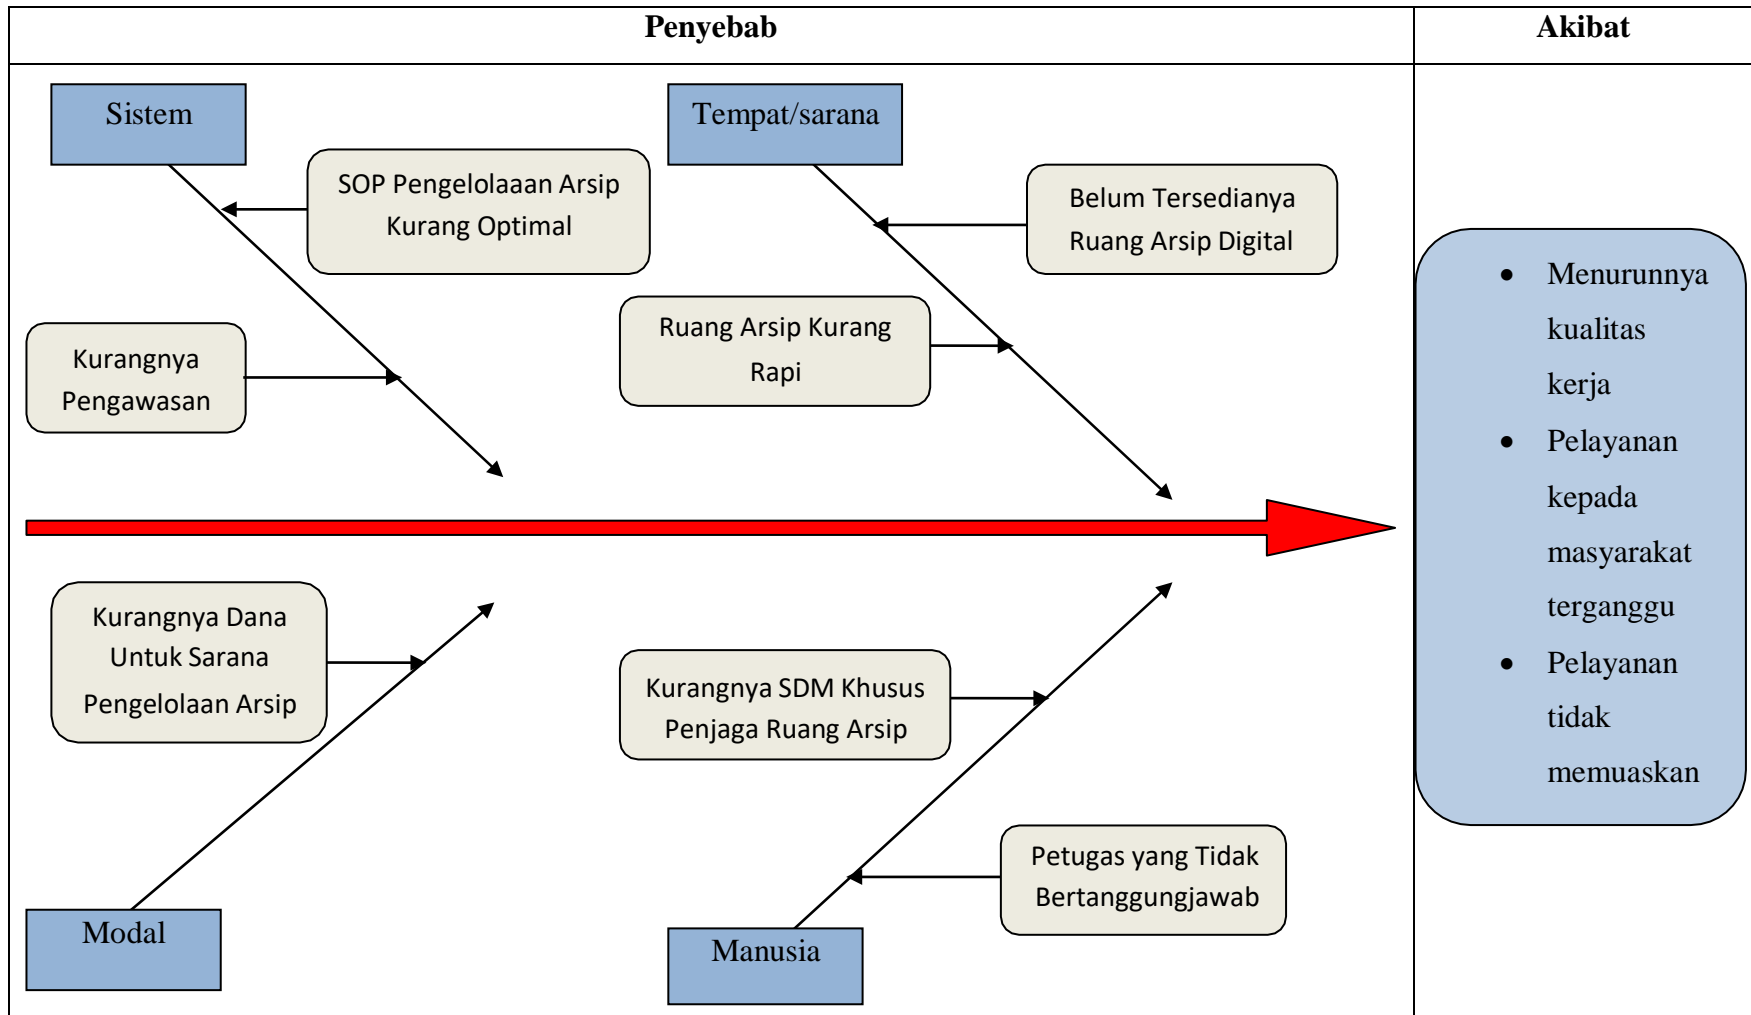 Penyebab
Akibat
Sistem
Tempat/sarana
SOP Pengelolaaan Arsip
Kurang Optimal
Belum Tersedianya
Ruang Arsip Digital
Kurangnya
Pengawasan
Ruang Arsip Kurang
Rapi
Kurangnya Dana
Untuk Sarana
Pengelolaan Arsip
Kurangnya SDM Khusus
Penjaga Ruang Arsip
Petugas yang Tidak
Bertanggungjawab
Modal
Manusia
• Menurunnya
kualitas
kerja
• Pelayanan
kepada
masyarakat
terganggu
• Pelayanan
tidak
memuaskan